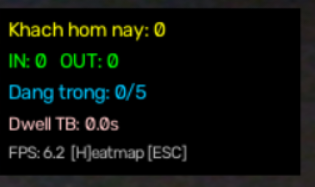 Khach hom nay: 0
IN: 0 OUT: 0
Dang trong: 0/5
Dwell TB: 0.0s
FPS: 6.2 [H]eatmap [ESC]